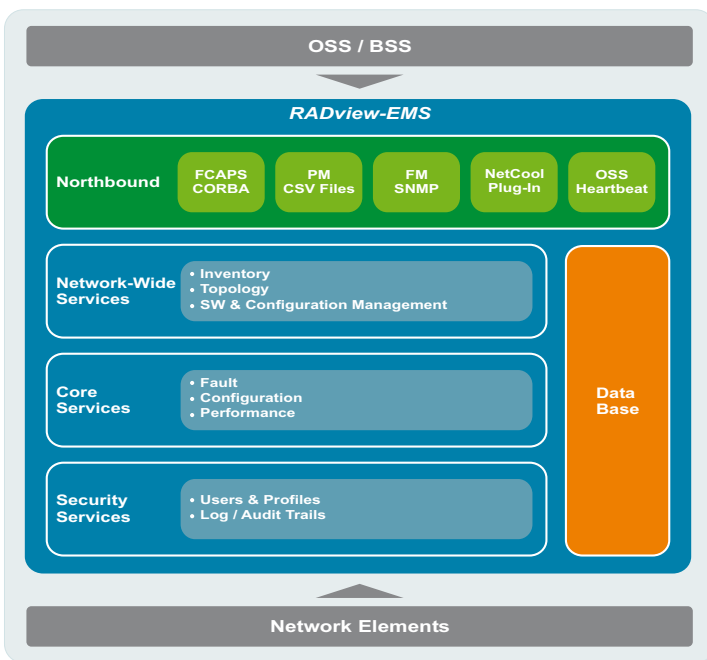 OSS / BSS
RADview-EMS
Northbound
FCAPS
CORBA
PM
CSV Files
FM
SNMP
NetCool
Plug-In
OSS
Heartbeat
Network-Wide
Services
• Inventory
• Topology
• SW & Configuration Management
Core
Services
• Fault
• Configuration
• Performance
Security
Services
• Users & Profiles
• Log / Audit Trails
Data
Base
Network Elements